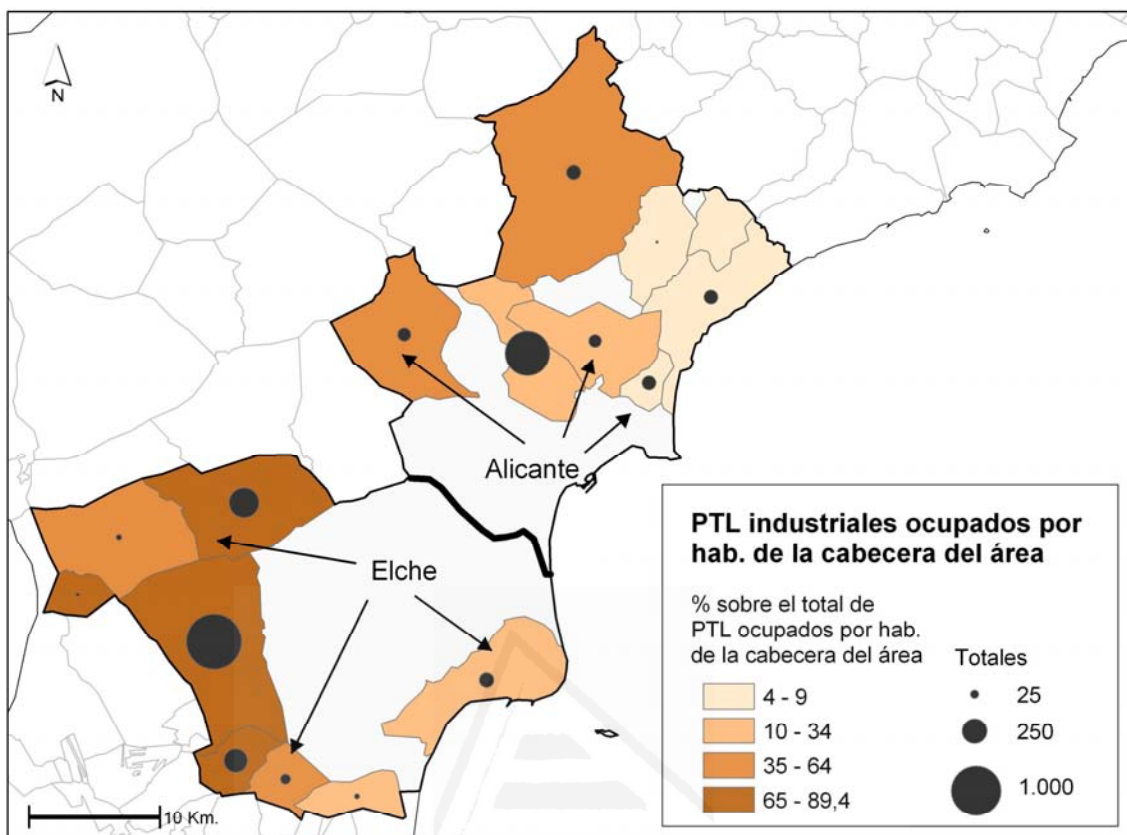 N
Alicante
Elche
10 Km.
PTL industriales ocupados por
hab. de la cabecera del área
% sobre el total de
PTL ocupados por hab.
de la cabecera del área
Totales
4 - 9
10 - 34
35 - 64
65 - 89,4
25
250
1.000